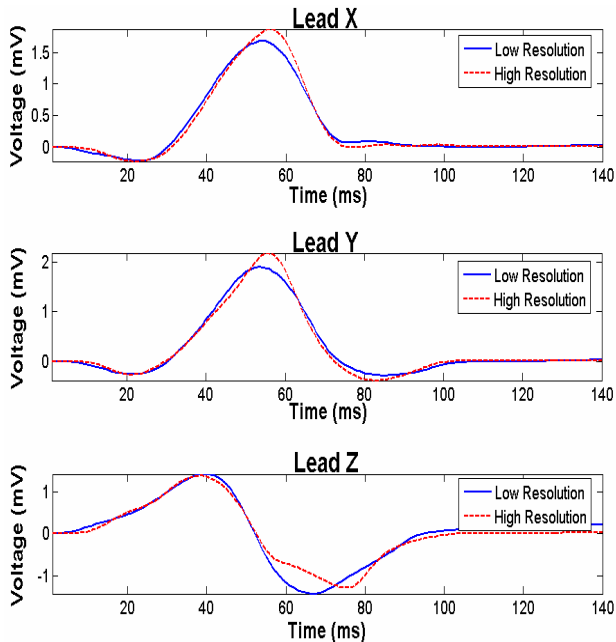 Lead X
Voltage (mV)
1.5
1
0.5
0
Low Resolution
High Resolution
20 40 60 80 100 120 140
Time (ms)
Lead Y
Voltage (mV)
2
1
0
Low Resolution
High Resolution
20 40 60 80 100 120 140
Time (ms)
Lead Z
Voltage (mV)
1
0
-1
Low Resolution
High Resolution
20 40 60 80 100 120 140
Time (ms)